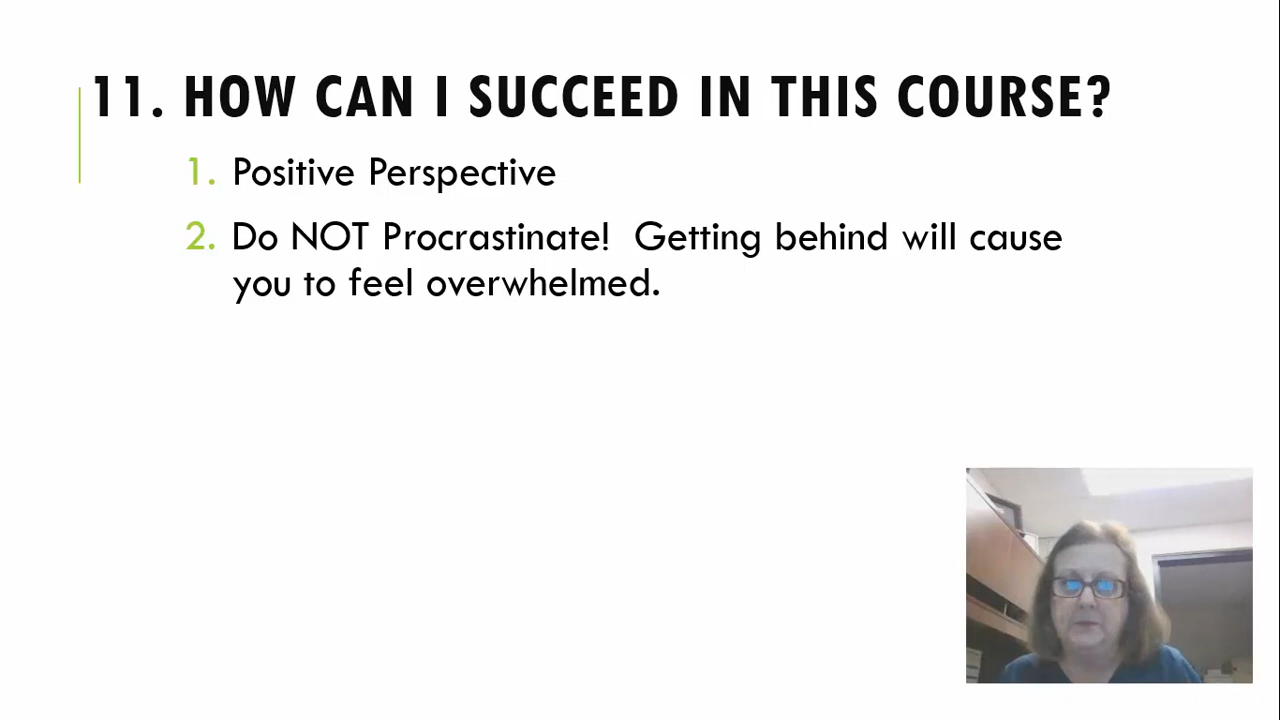 11. HOW CAN I SUCCEED IN THIS COURSE?
1. Positive Perspective
2. Do NOT Procrastinate!  Getting behind will cause
you to feel overwhelmed.